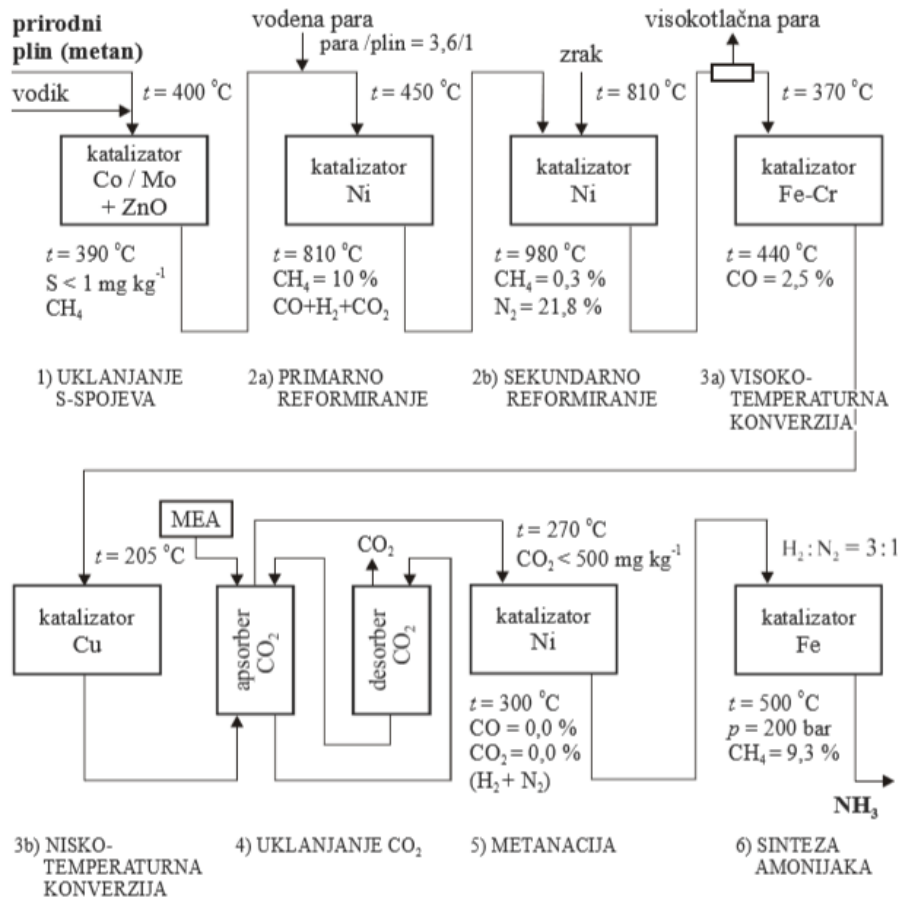 prirodni
plin (metan)
vodik
t = 400 °C
katalizator
Co / Mo
+ ZnO
t = 390 °C
S < 1 mg kg⁻¹
CH₄
1) UKLANJANJE
S-SPOJEVA
vodena para
para /plin = 3,6/1
t = 450 °C
katalizator
Ni
t = 810 °C
CH₄ = 10 %
CO+H₂+CO₂
2a) PRIMARNO
REFORMIRANJE
zrak
t = 810 °C
katalizator
Ni
t = 980 °C
CH₄ = 0,3 %
N₂ = 21,8 %
2b) SEKUNDARNO
REFORMIRANJE
visokotlačna para
t = 370 °C
katalizator
Fe-Cr
t = 440 °C
CO = 2,5 %
3a) VISOKO-
TEMPERATURNA
KONVERZIJA
t = 205 °C
katalizator
Cu
3b) NISKO-
TEMPERATURNA
KONVERZIJA
MEA
apsorber
CO₂
CO₂
desorber
CO₂
4) UKLANJANJE CO₂
t = 270 °C
CO₂ < 500 mg kg⁻¹
katalizator
Ni
t = 300 °C
CO = 0,0 %
CO₂ = 0,0 %
(H₂ + N₂)
5) METANACIJA
H₂ : N₂ = 3 : 1
katalizator
Fe
t = 500 °C
p = 200 bar
CH₄ = 9,3 %
NH₃
6) SINTEZA
AMONIJAKA